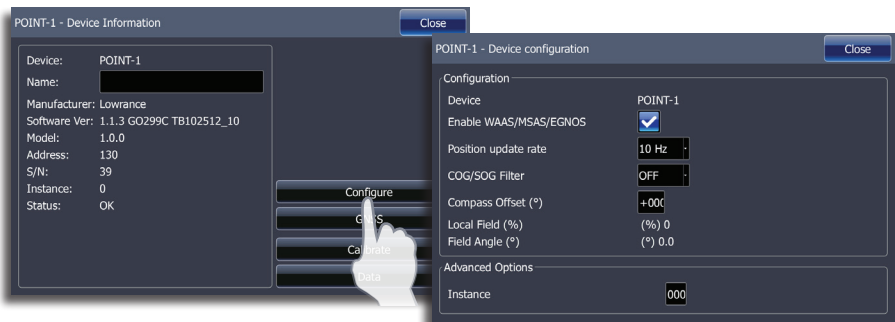 POINT-1 - Device Information
Close
Device: POINT-1
Name:
Manufacturer: Lowrance
Software Ver: 1.1.3 GO299C TB102512_10
Model: 1.0.0
Address: 130
S/N: 39
Instance: 0
Status: OK
Configure
GNSS
Calibrate
Data
POINT-1 - Device configuration
Close
Configuration
Device POINT-1
Enable WAAS/MSAS/EGNOS
Position update rate 10 Hz
COG/SOG Filter OFF
Compass Offset (°) +000
Local Field (%) (%) 0
Field Angle (°) (°) 0.0
Advanced Options
Instance 000